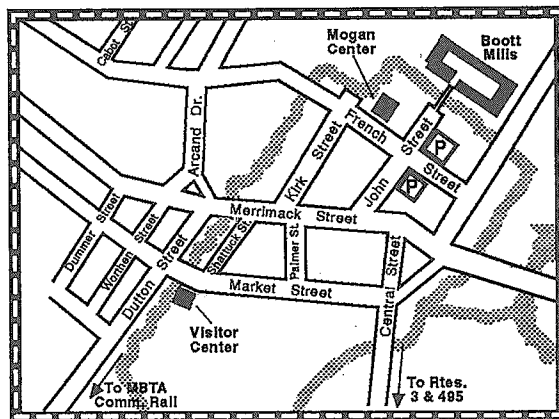 Cabot St.
Mogan
Center
Boott
Mills
Arcand Dr.
French
Street
Street
Kirk
Street
John
P
P
Merrimack Street
Dummer Street
Worthen Street
Dutton Street
Shattuck St.
Palmer St.
Market Street
Central Street
Visitor
Center
To MBTA
Comm. Rail
To Rtes.
3 & 495